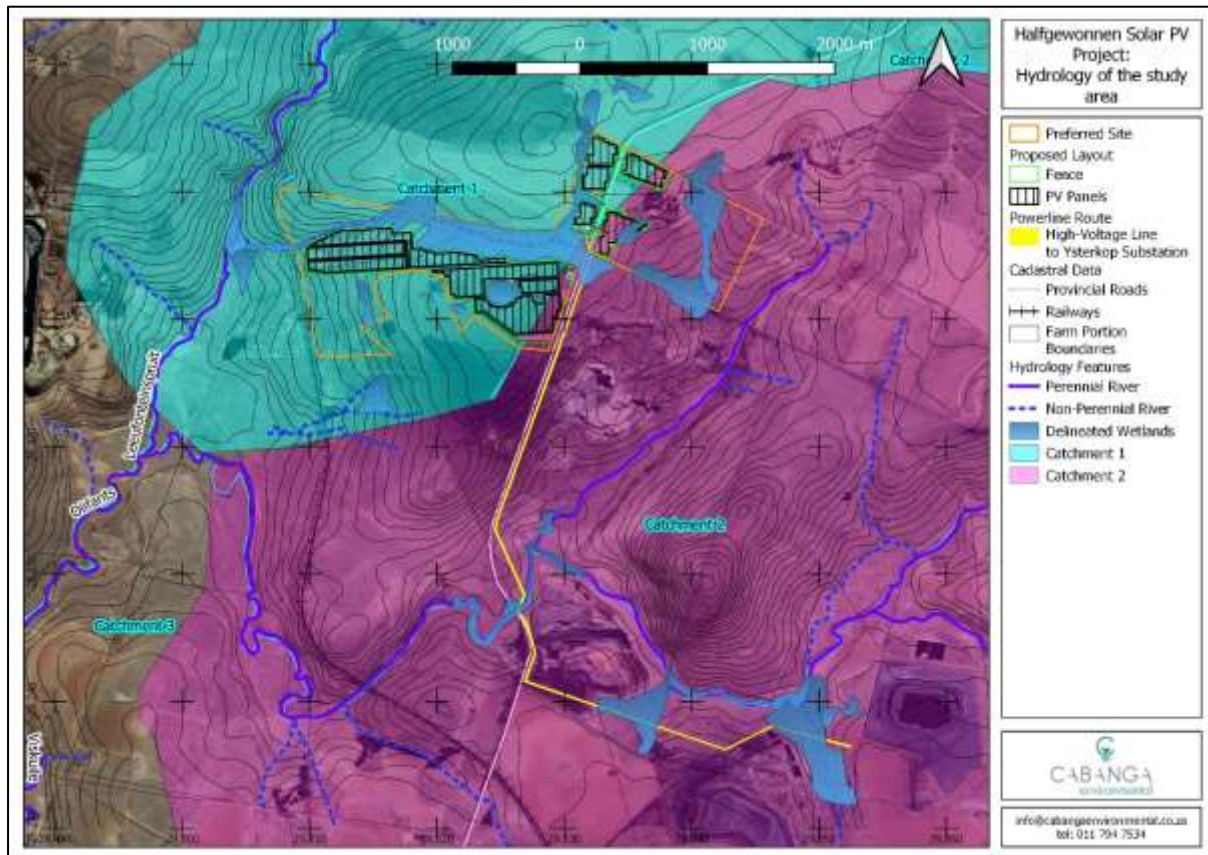 Halfgewonnen Solar PV
Project:
Hydrology of the study
area
Preferred Site
Proposed Layout
Fence
PV Panels
Powerline Route
High-Voltage Line
to Ysterkop Substation
Cadastral Data
Provincial Roads
Railways
Farm Portion
Boundaries
Hydrology Features
Perennial River
Non-Perennial River
Delineated Wetlands
Catchment 1
Catchment 2
CABANGA
environmental
info@cabangaenvironmental.co.za
tel: 011 794 7534
1000
0
1000
2000 m
Catchment-2
Catchment-1
Olifants
Catchment-2
Catchment-3